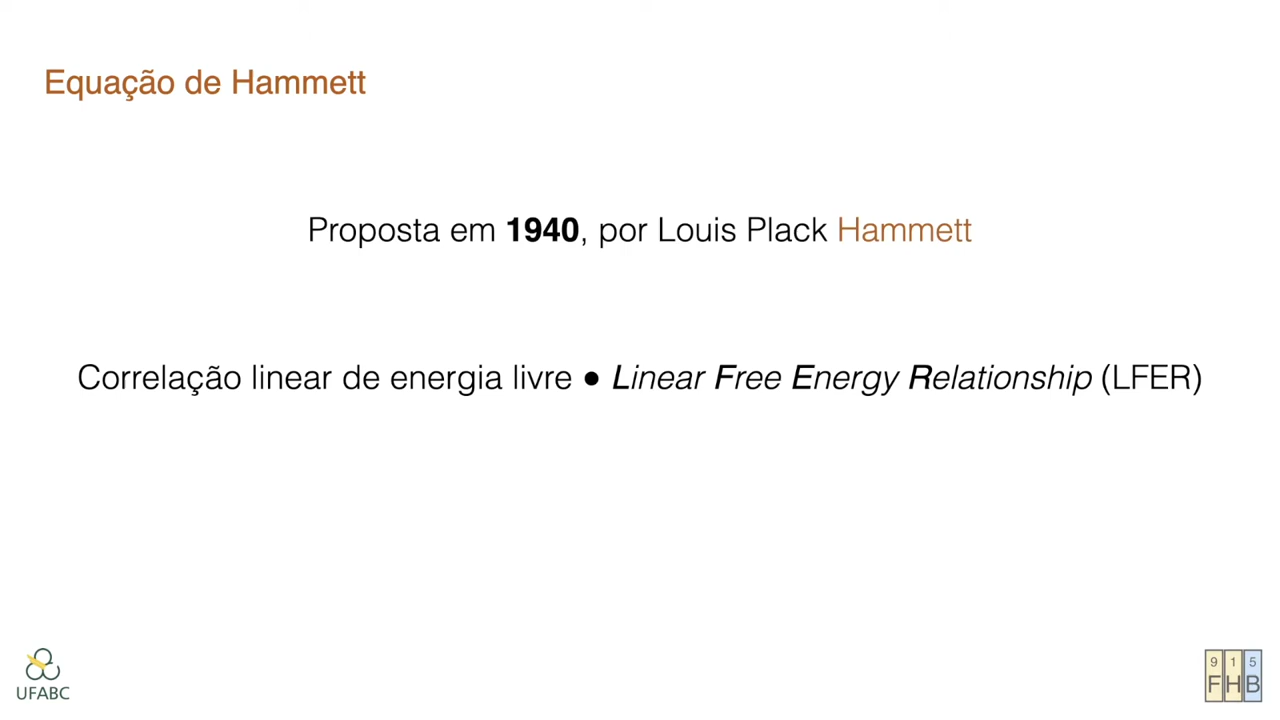 Equação de Hammett
Proposta em 1940, por Louis Plack Hammett
Correlação linear de energia livre ● Linear Free Energy Relationship (LFER)
UFABC
9 1 5
F H B